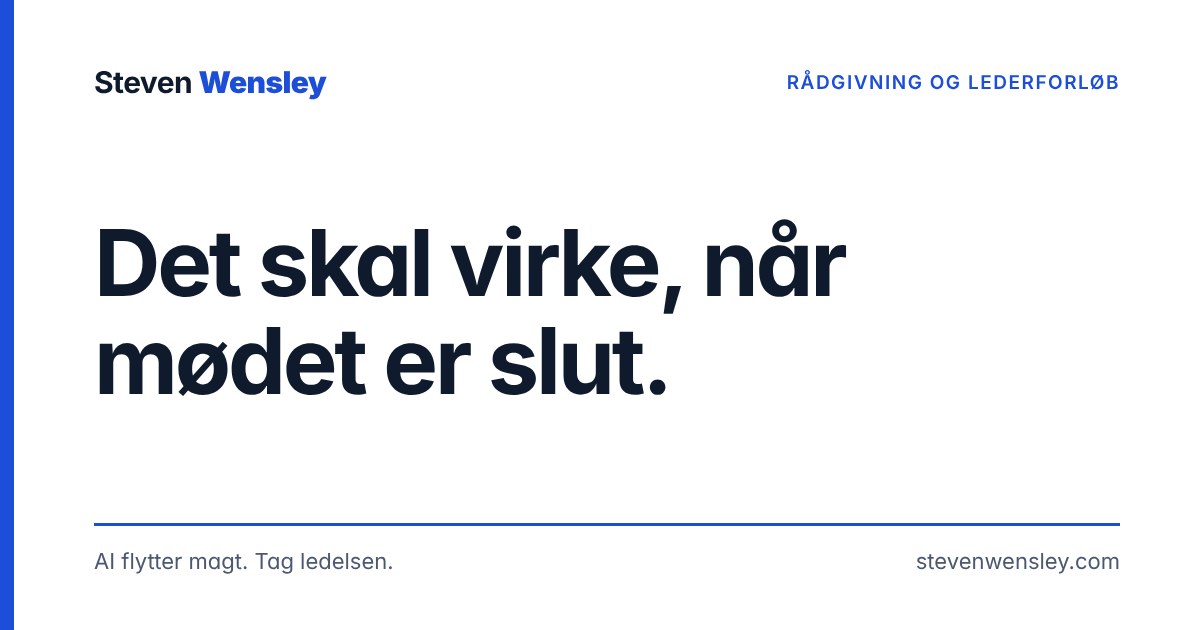 Steven Wensley
RÅDGIVNING OG LEDERFORLØB
Det skal virke, når
mødet er slut.
AI flytter magt. Tag ledelsen.
stevenwensley.com